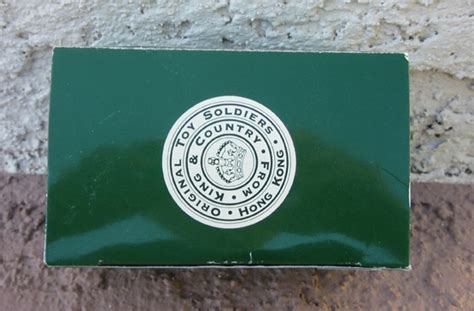 ORIGINAL TOY SOLDIERS • FROM • HONG KONG •
KING & COUNTRY